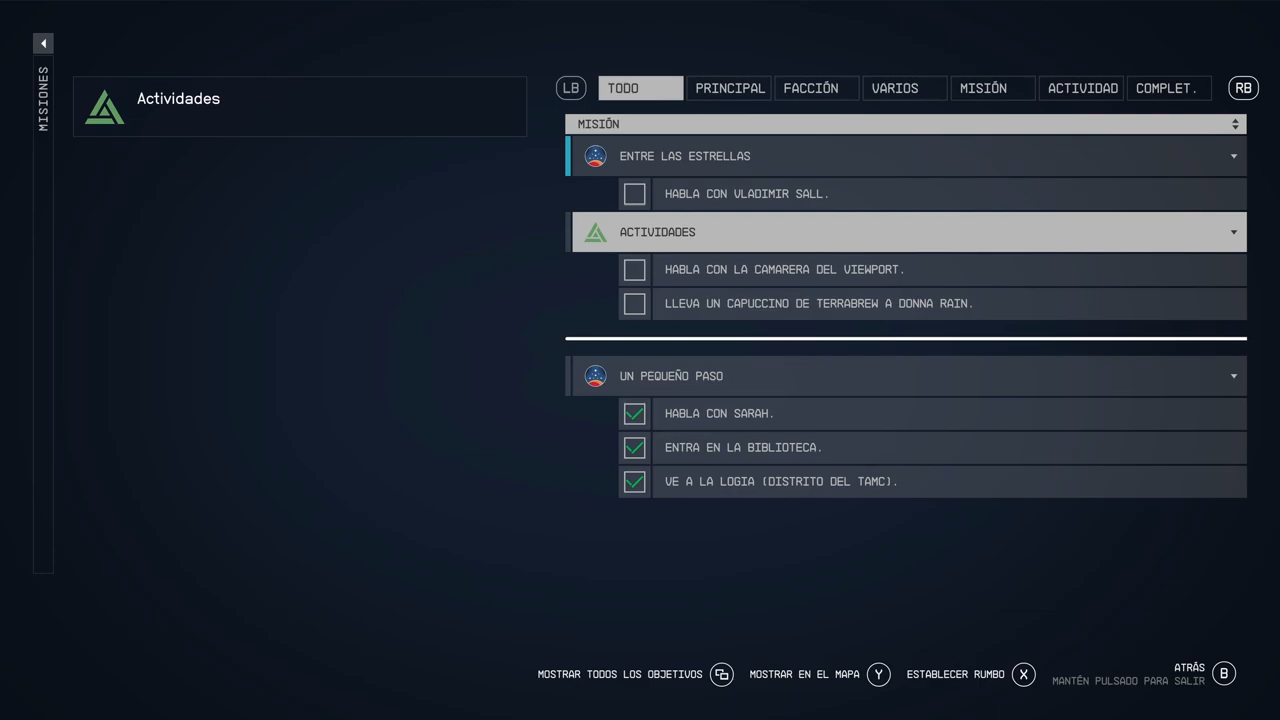 MISIONES
Actividades
LB
TODO
PRINCIPAL
FACCIÓN
VARIOS
MISIÓN
ACTIVIDAD
COMPLET.
RB
MISIÓN
ENTRE LAS ESTRELLAS
HABLA CON VLADIMIR SALL.
ACTIVIDADES
HABLA CON LA CAMARERA DEL VIEWPORT.
LLEVA UN CAPUCCINO DE TERRABREW A DONNA RAIN.
UN PEQUEÑO PASO
HABLA CON SARAH.
ENTRA EN LA BIBLIOTECA.
VE A LA LOGIA (DISTRITO DEL TAMC).
MOSTRAR TODOS LOS OBJETIVOS
MOSTRAR EN EL MAPA Y
ESTABLECER RUMBO X
ATRÁS B
MANTÉN PULSADO PARA SALIR